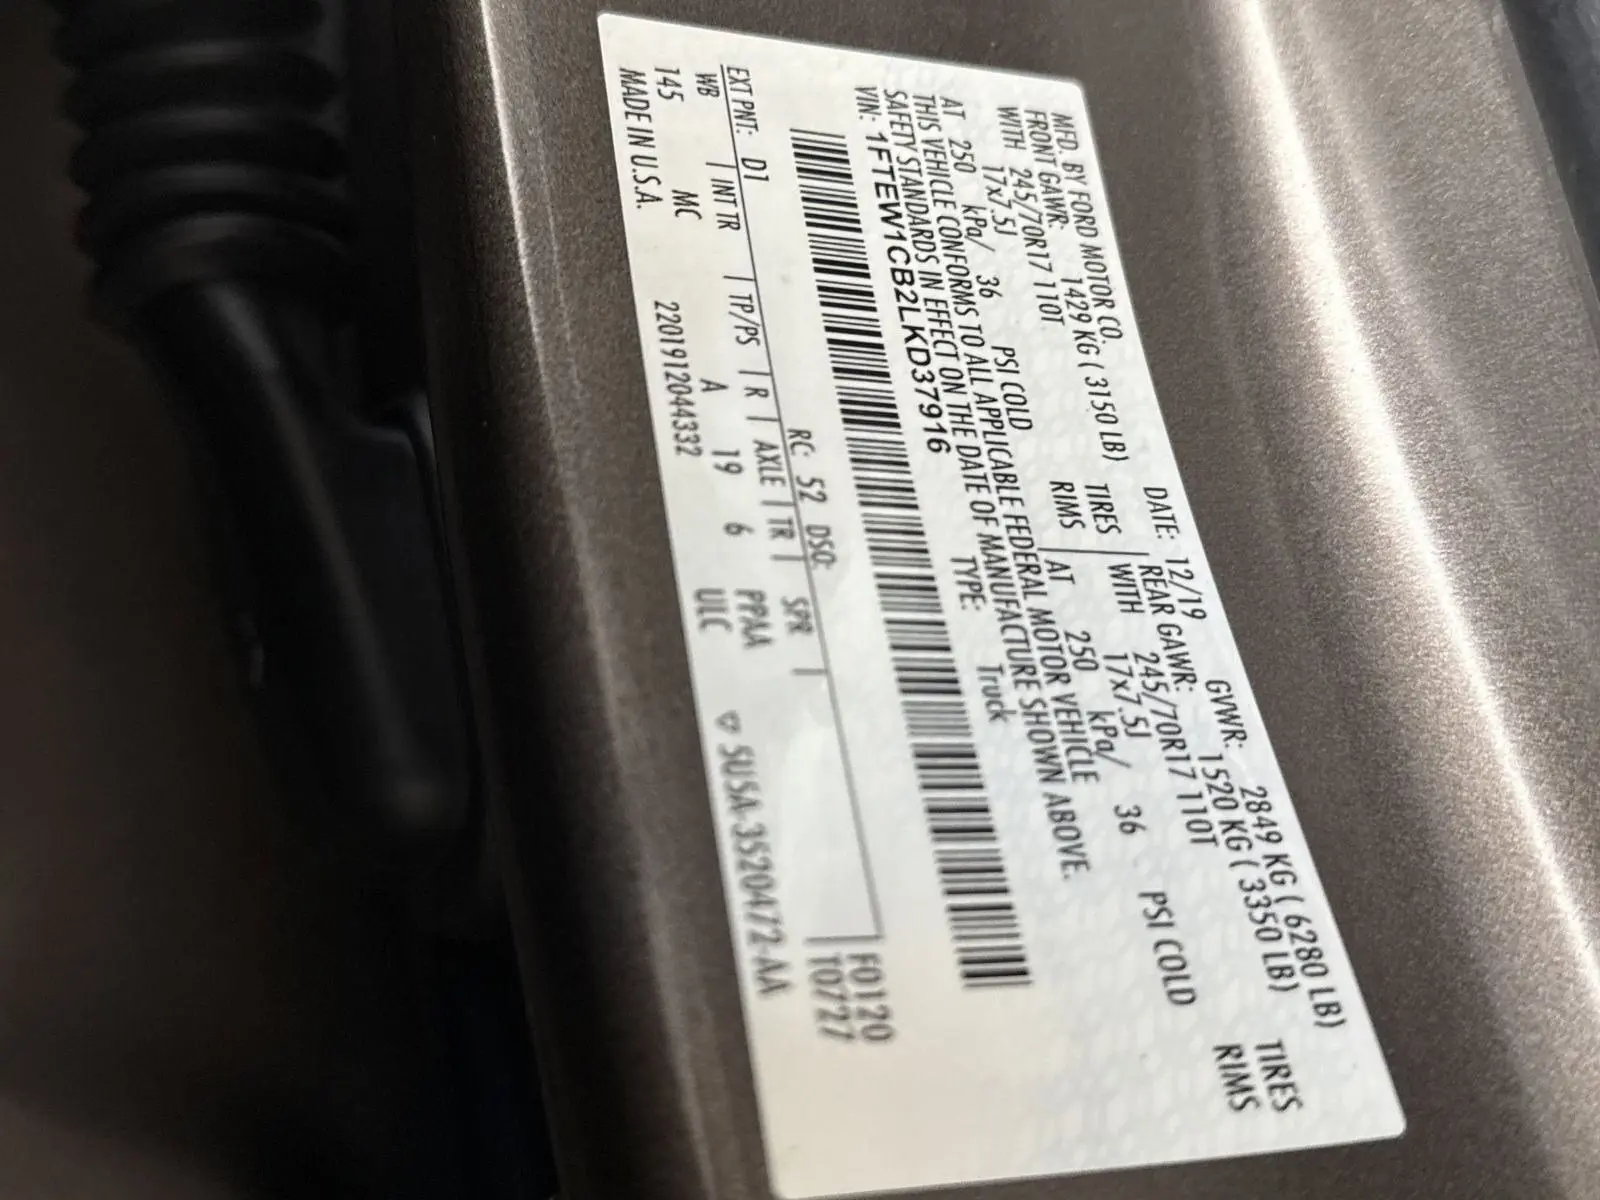 MFD. BY FORD MOTOR CO.
DATE: 12/19 GVWR: 2849 KG ( 6280 LB)
FRONT GAWR: 1429 KG ( 3150 LB) REAR GAWR: 1520 KG ( 3350 LB)
WITH 245/70R17 110T TIRES WITH 245/70R17 110T TIRES
17x7.5J RIMS 17x7.5J RIMS
AT 250 kPa/ 36 PSI COLD AT 250 kPa/ 36 PSI COLD
THIS VEHICLE CONFORMS TO ALL APPLICABLE FEDERAL MOTOR VEHICLE
SAFETY STANDARDS IN EFFECT ON THE DATE OF MANUFACTURE SHOWN ABOVE.
VIN: 1FTEW1CB2LKD37916 TYPE: Truck
F0120
T0727
EXT PNT: D1 RC: 52 DSO:
WB INT TR TP/PS R AXLE TR SPR
145 MC A 19 6 PPAA
MADE IN U.S.A. 220191204432 ULC ▽ SUSA-3520472-AA